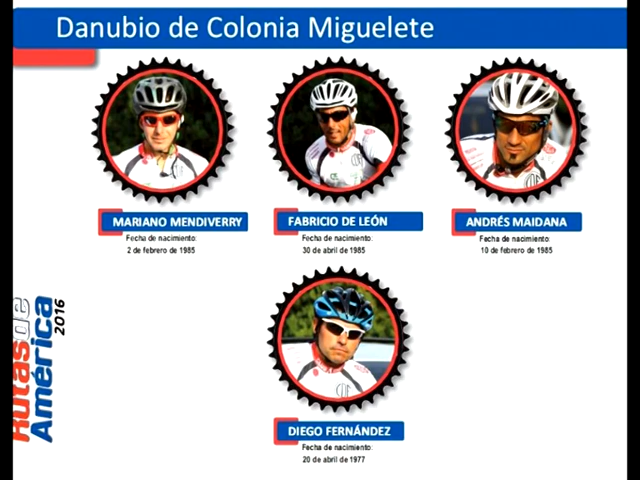 Danubio de Colonia Miguelete
MARIANO MENDIVERRY
Fecha de nacimiento:
2 de febrero de 1985
FABRICIO DE LEÓN
Fecha de nacimiento:
30 de abril de 1985
ANDRÉS MAIDANA
Fecha de nacimiento:
10 de febrero de 1985
Rutas de
América
2016
DIEGO FERNÁNDEZ
Fecha de nacimiento:
20 de abril de 1977